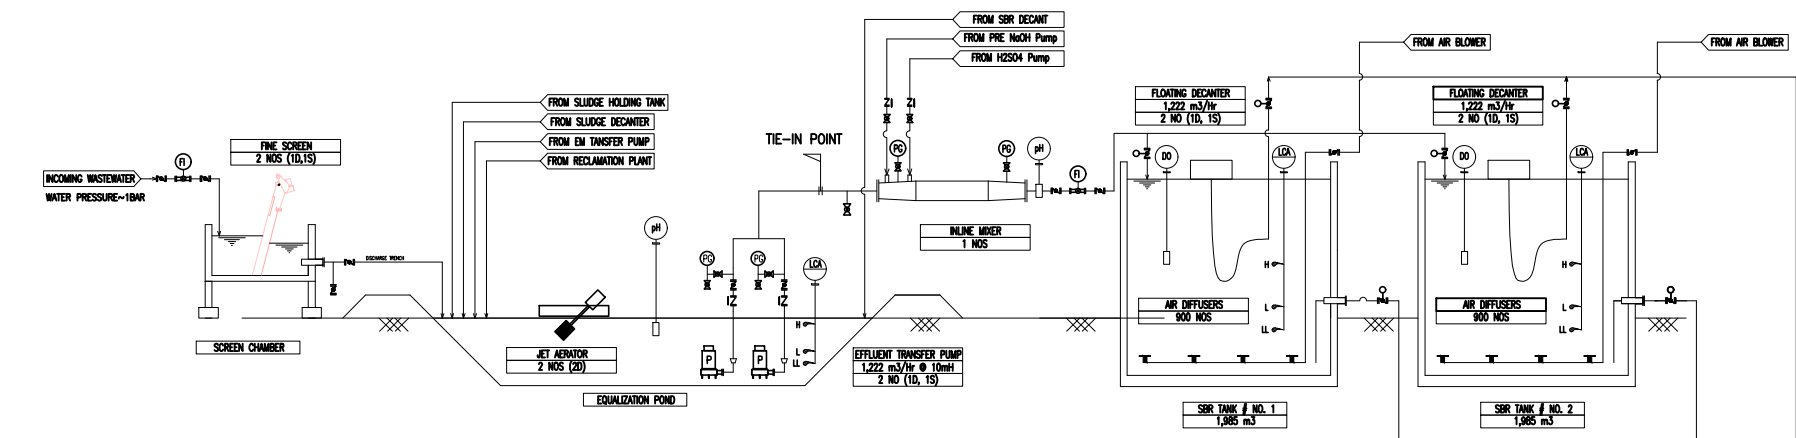 FROM SBR DECANT
FROM PRE NaOH Pump
FROM H2SO4 Pump
FROM AIR BLOWER
FROM AIR BLOWER
FROM SLUDGE HOLDING TANK
FROM SLUDGE DECANTER
FROM EM TANSFER PUMP
FROM RECLAMATION PLANT
FLOATING DECANTER
1,222 m3/Hr
2 NO (1D, 1S)
FLOATING DECANTER
1,222 m3/Hr
2 NO (1D, 1S)
TIE-IN POINT
FINE SCREEN
2 NOS (1D,1S)
FI
INCOMING WASTEWATER
WATER PRESSURE~1BAR
PG
PG
pH
FI
DO
LCA
DO
LCA
INLINE MIXER
1 NOS
pH
PG
PG
LCA
DISCHARGE TRENCH
H
L
LL
H
L
LL
H
L
LL
AIR DIFFUSERS
900 NOS
AIR DIFFUSERS
900 NOS
SCREEN CHAMBER
JET AERATOR
2 NOS (2D)
P
P
EFFLUENT TRANSFER PUMP
1,222 m3/Hr @ 10mH
2 NO (1D, 1S)
EQUALIZATION POND
SBR TANK # NO. 1
1,985 m3
SBR TANK # NO. 2
1,985 m3